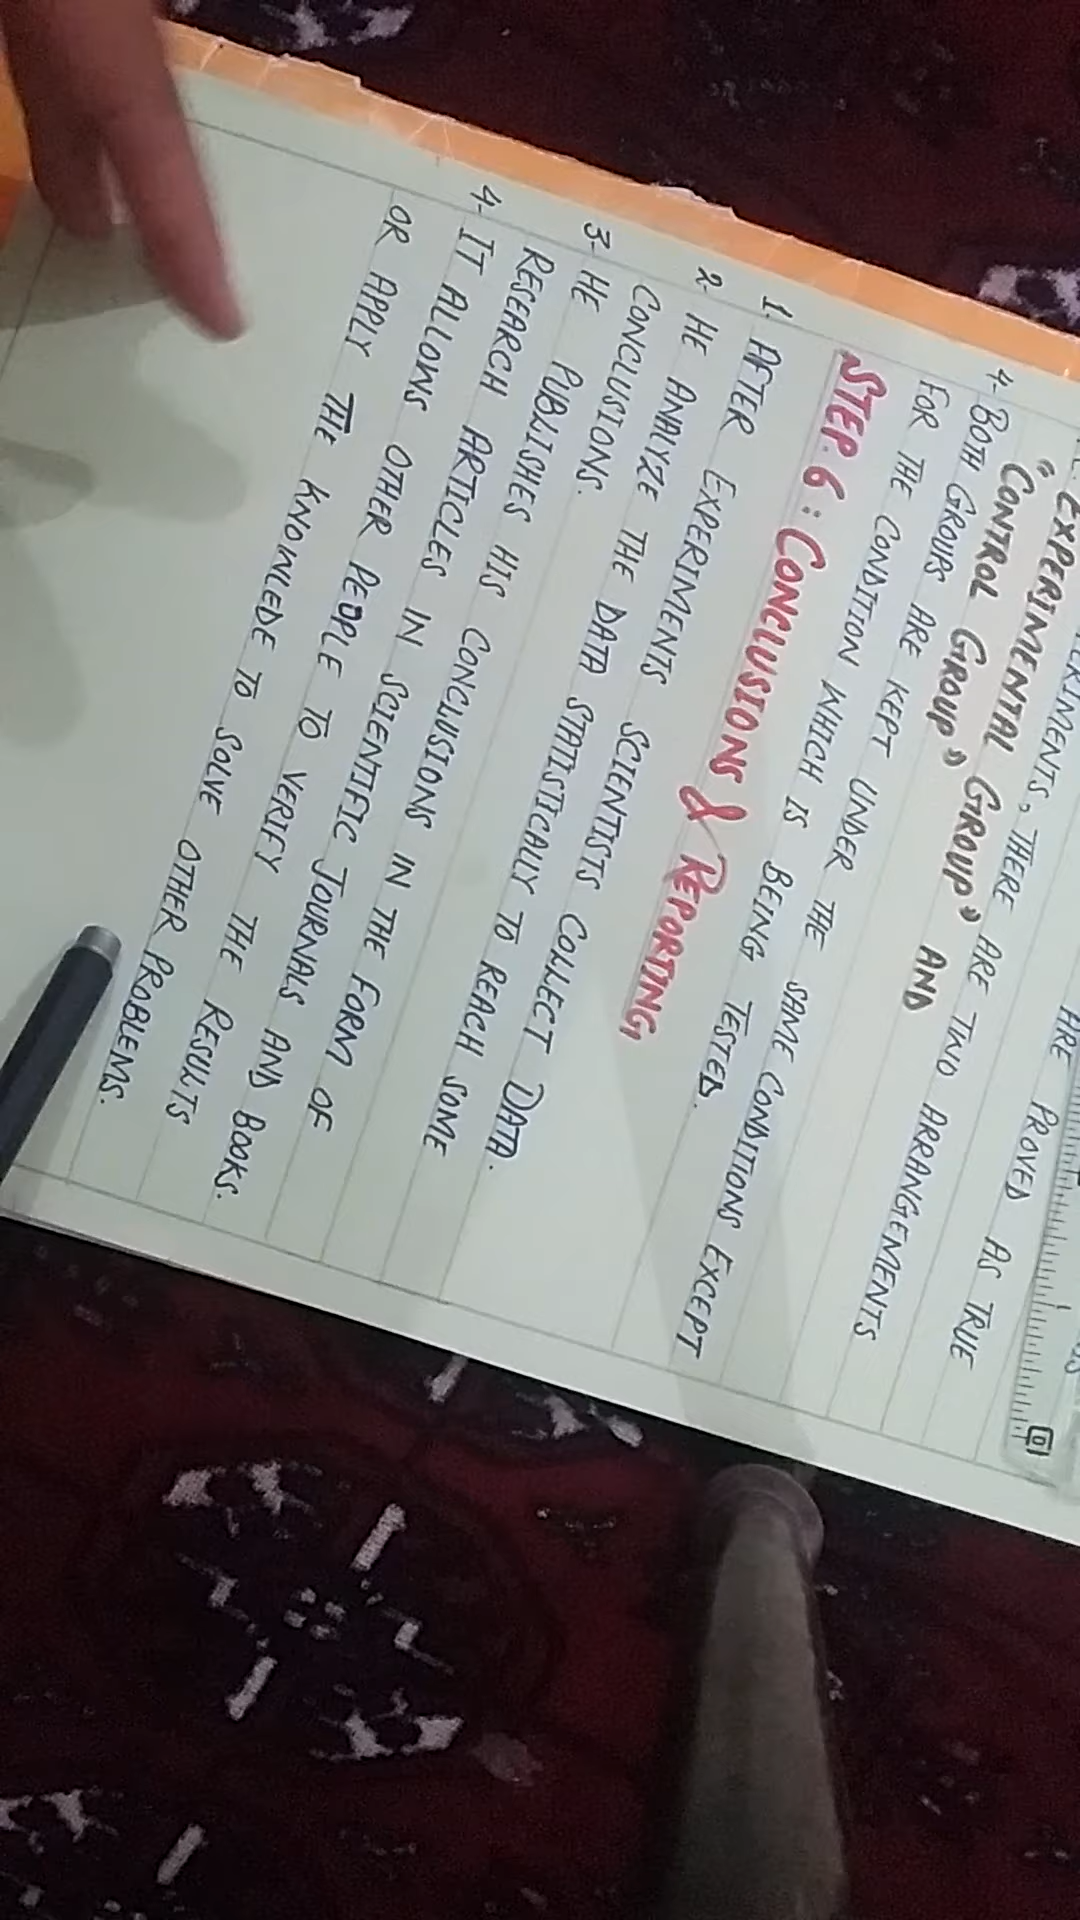 ARE PROVED AS TRUE
ERIMENTS, THERE ARE TWO ARRANGEMENTS
"EXPERIMENTAL GROUP" AND
"CONTROL GROUP"
4- BOTH GROUPS ARE KEPT UNDER THE SAME CONDITIONS EXCEPT
FOR THE CONDITION WHICH IS BEING TESTED.
STEP.6: CONCLUSIONS & REPORTING
1- AFTER EXPERIMENTS SCIENTISTS COLLECT DATA.
2- HE ANALYZE THE DATA STATISTICALLY TO REACH SOME
CONCLUSIONS.
3- HE PUBLISHES HIS CONCLUSIONS IN THE FORM OF
RESEARCH ARTICLES IN SCIENTIFIC JOURNALS AND BOOKS.
4- IT ALLOWS OTHER PEOPLE TO VERIFY THE RESULTS
OR APPLY THE KNOWLEDE TO SOLVE OTHER PROBLEMS.